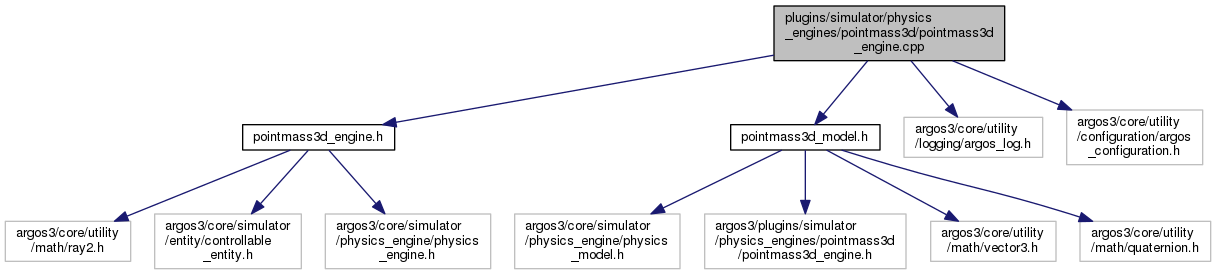 plugins/simulator/physics
_engines/pointmass3d/pointmass3d
_engine.cpp
pointmass3d_engine.h
pointmass3d_model.h
argos3/core/utility
/logging/argos_log.h
argos3/core/utility
/configuration/argos
_configuration.h
argos3/core/utility
/math/ray2.h
argos3/core/simulator
/entity/controllable
_entity.h
argos3/core/simulator
/physics_engine/physics
_engine.h
argos3/core/simulator
/physics_engine/physics
_model.h
argos3/plugins/simulator
/physics_engines/pointmass3d
/pointmass3d_engine.h
argos3/core/utility
/math/vector3.h
argos3/core/utility
/math/quaternion.h